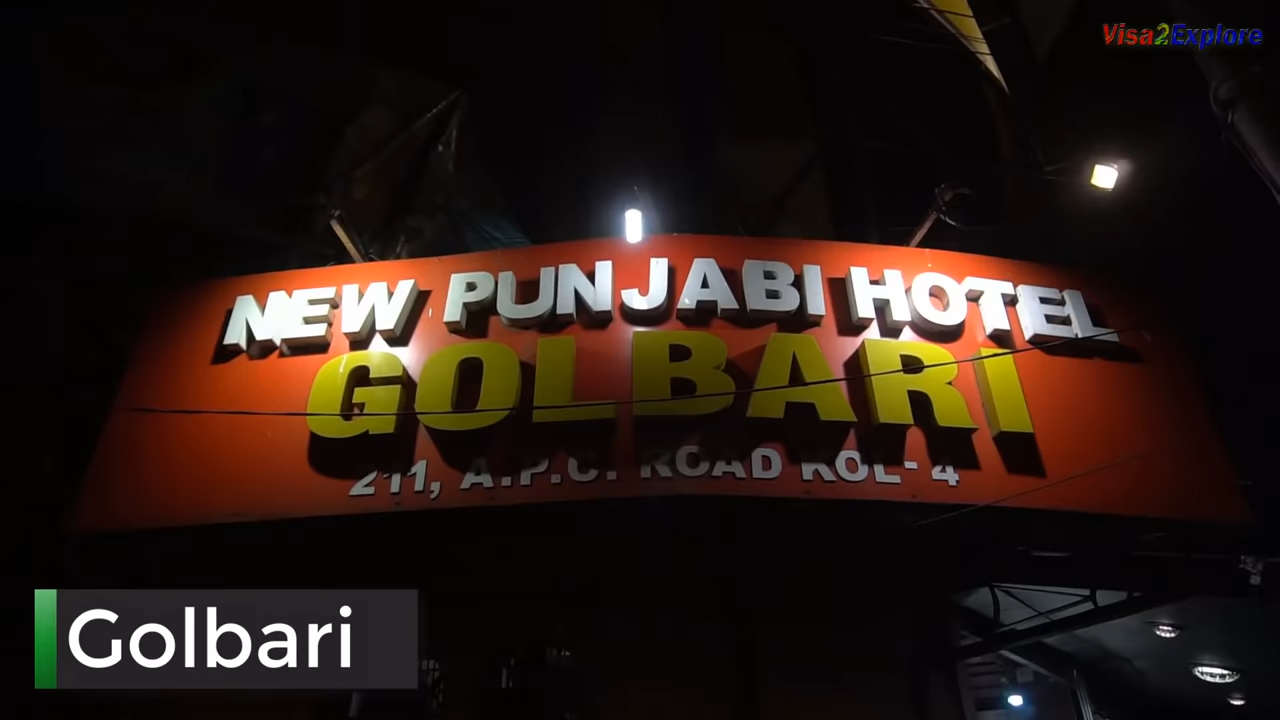 Visa2Explore
NEW PUNJABI HOTEL
GOLBARI
211, A.P.C. ROAD KOL-4
Golbari